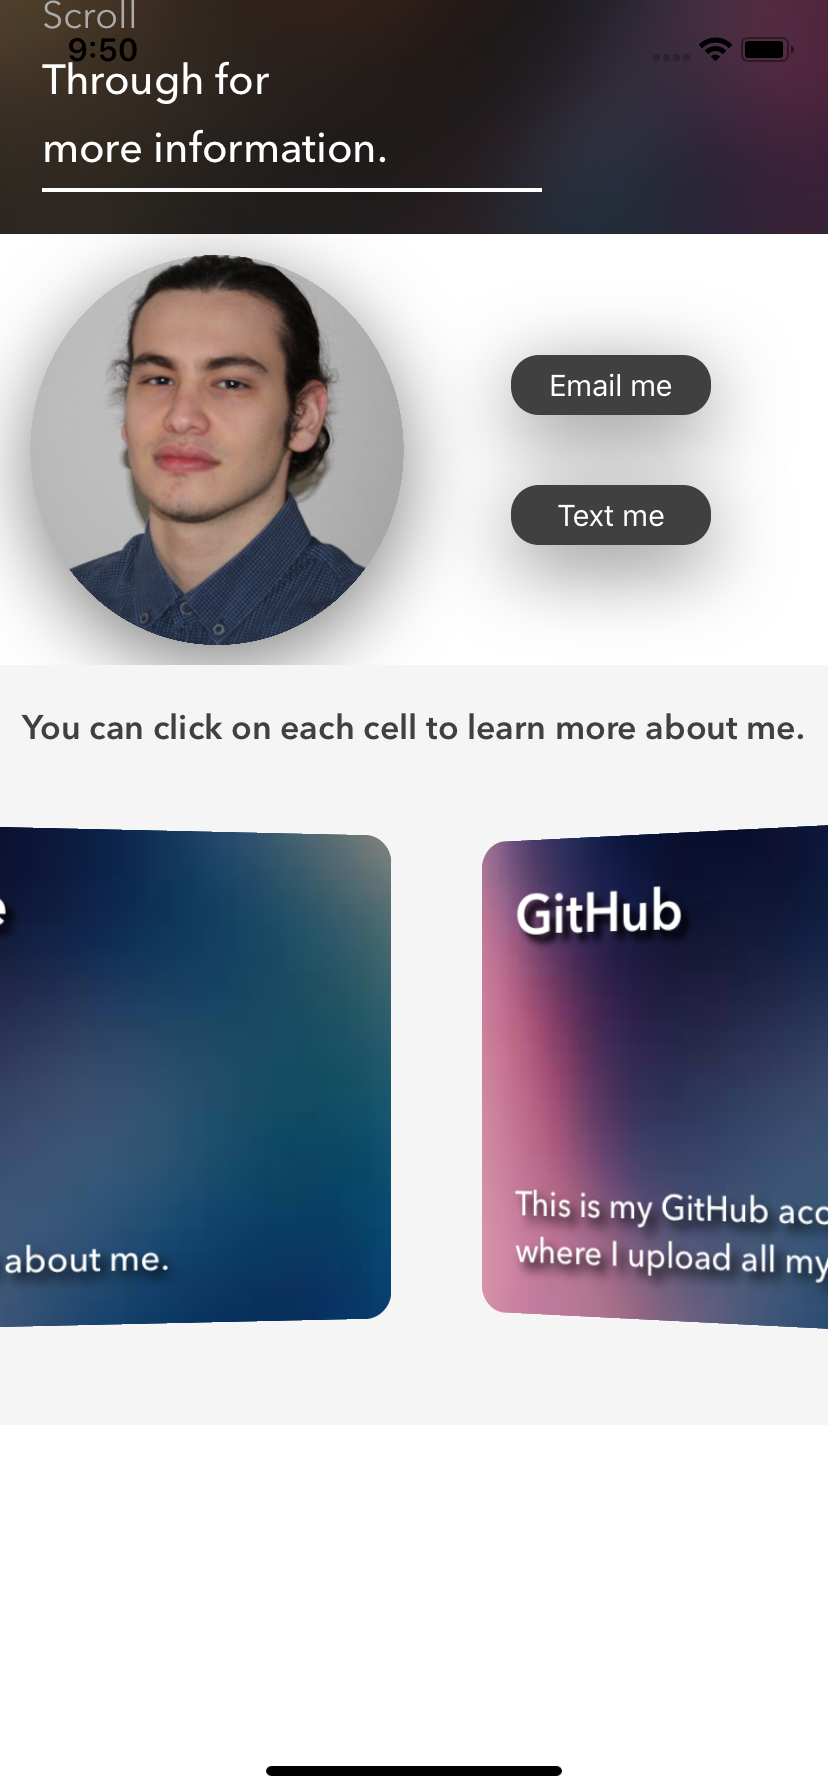 Scroll
9:50
Through for
more information.
Email me
Text me
You can click on each cell to learn more about me.
GitHub
about me.
This is my GitHub
where I upload all my